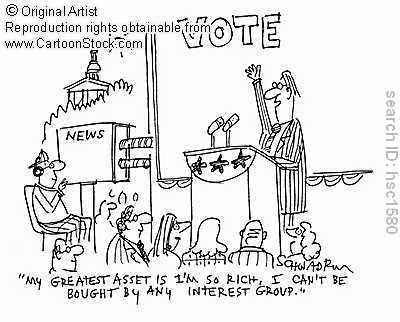 © Original Artist
Reproduction rights obtainable from
www.CartoonStock.com
VOTE
NEWS
search ID: hsc1580
SCHWADRON
"MY GREATEST ASSET IS I'M SO RICH, I CAN'T BE
BOUGHT BY ANY INTEREST GROUP."